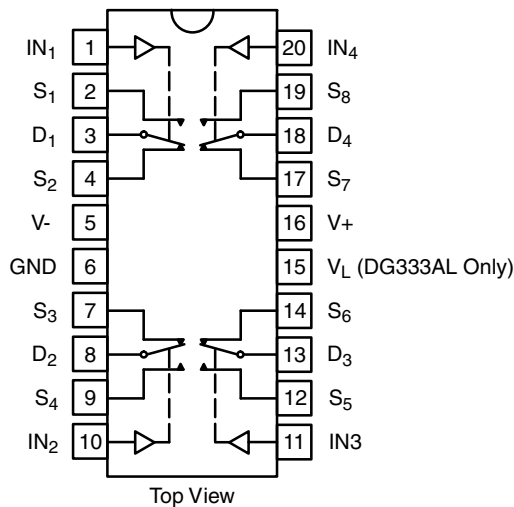 IN₁ 1 20 IN₄
S₁ 2 19 S₈
D₁ 3 18 D₄
S₂ 4 17 S₇
V- 5 16 V+
GND 6 15 V_L (DG333AL Only)
S₃ 7 14 S₆
D₂ 8 13 D₃
S₄ 9 12 S₅
IN₂ 10 11 IN3
Top View